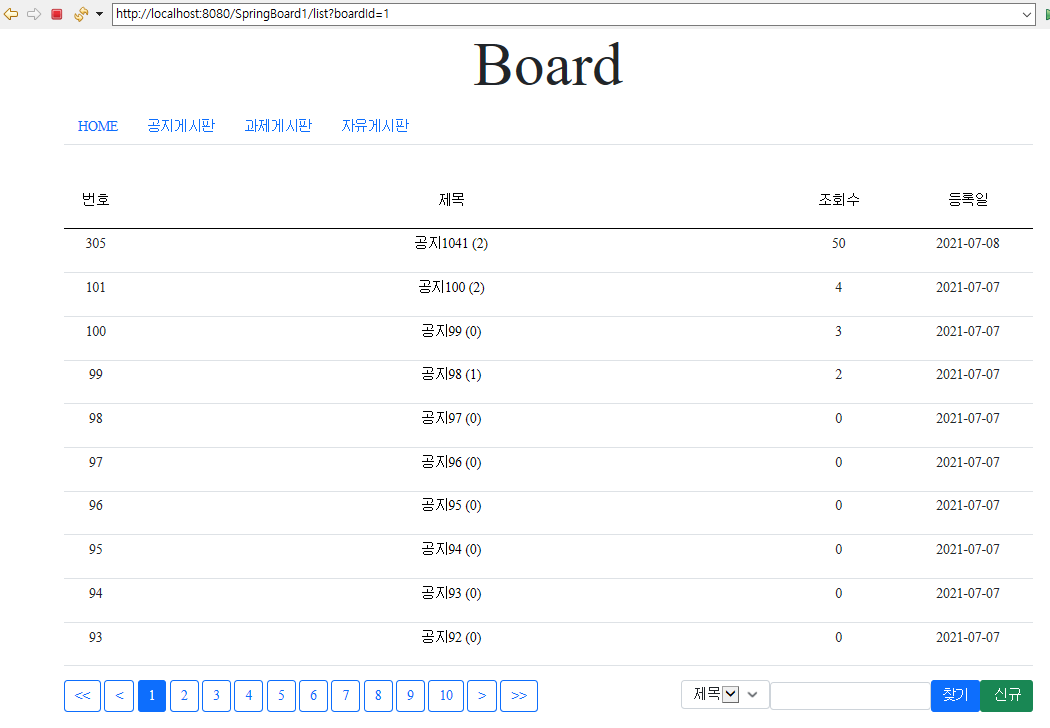 http://localhost:8080/SpringBoard1/list?boardId=1
Board
HOME 공지게시판 과제게시판 자유게시판
번호 제목 조회수 등록일
305 공지1041 (2) 50 2021-07-08
101 공지100 (2) 4 2021-07-07
100 공지99 (0) 3 2021-07-07
99 공지98 (1) 2 2021-07-07
98 공지97 (0) 0 2021-07-07
97 공지96 (0) 0 2021-07-07
96 공지95 (0) 0 2021-07-07
95 공지94 (0) 0 2021-07-07
94 공지93 (0) 0 2021-07-07
93 공지92 (0) 0 2021-07-07
<< < 1 2 3 4 5 6 7 8 9 10 > >> 제목 찾기 신규